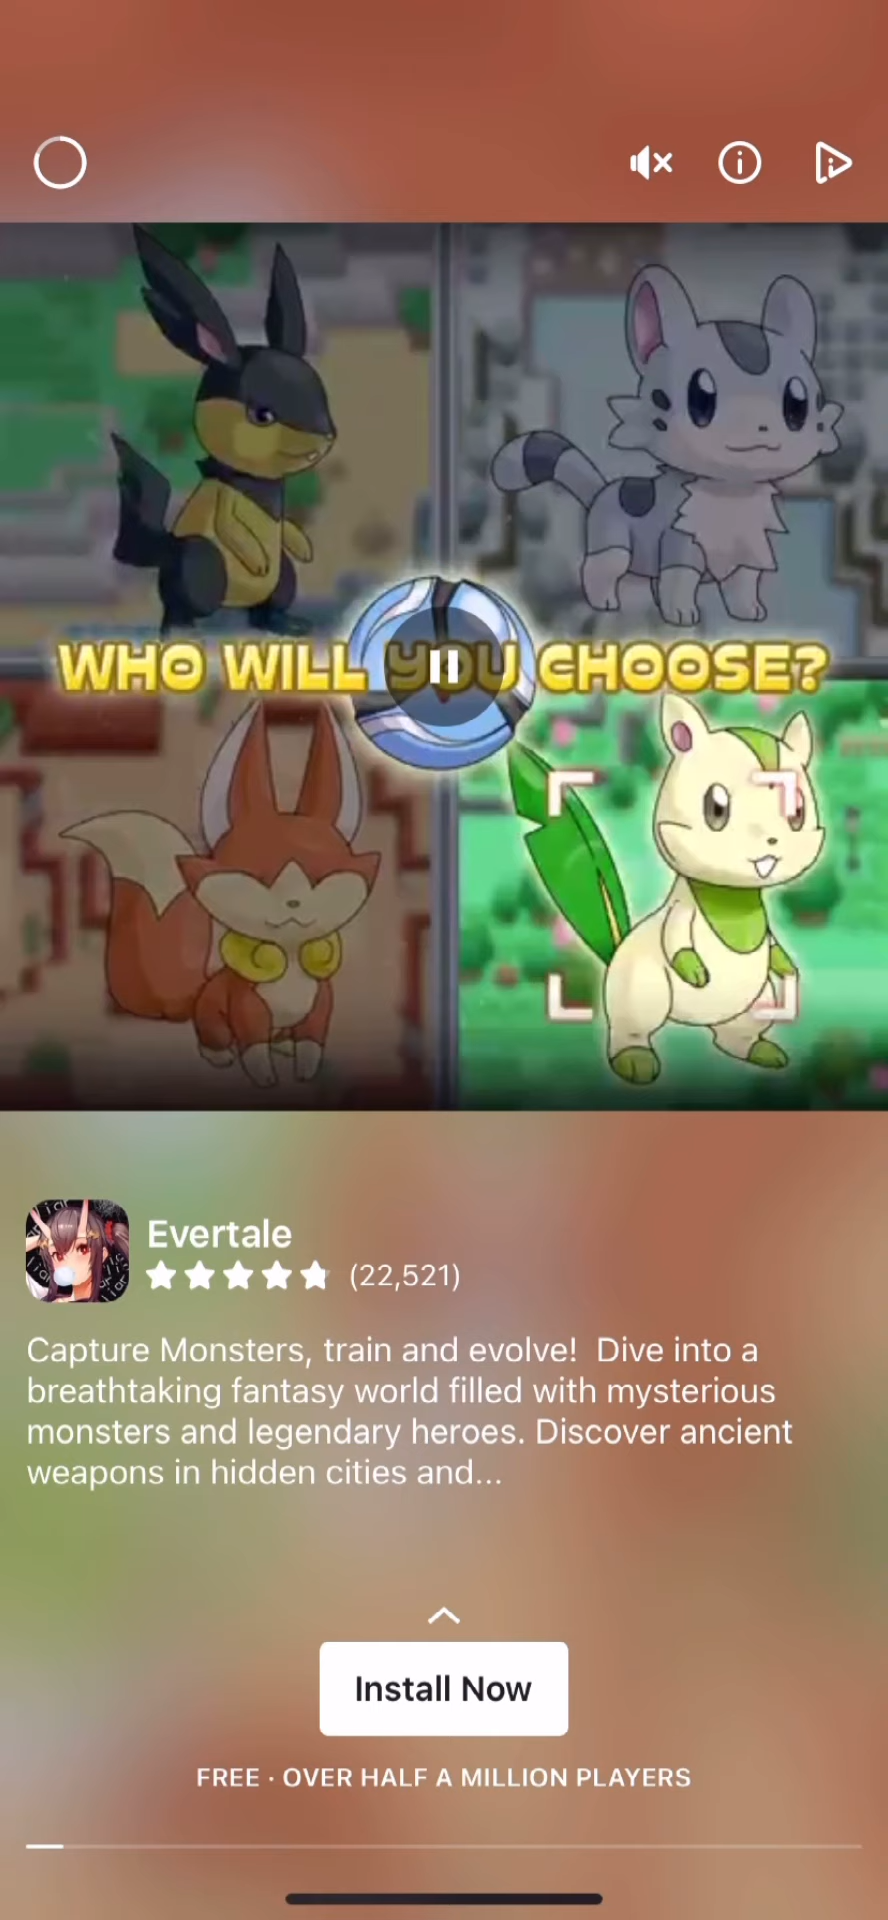 WHO WILL YOU CHOOSE?
Evertale
(22,521)
Capture Monsters, train and evolve!  Dive into a
breathtaking fantasy world filled with mysterious
monsters and legendary heroes. Discover ancient
weapons in hidden cities and...
Install Now
FREE · OVER HALF A MILLION PLAYERS